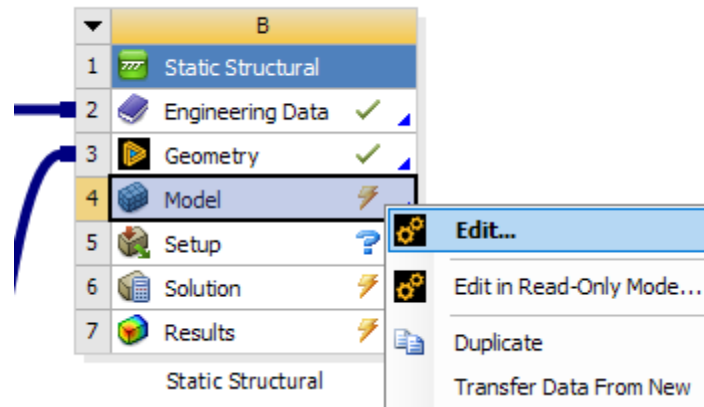 B
1 Static Structural
2 Engineering Data
3 Geometry
4 Model
Edit...
5 Setup
6 Solution
Edit in Read-Only Mode...
7 Results
Duplicate
Static Structural
Transfer Data From New